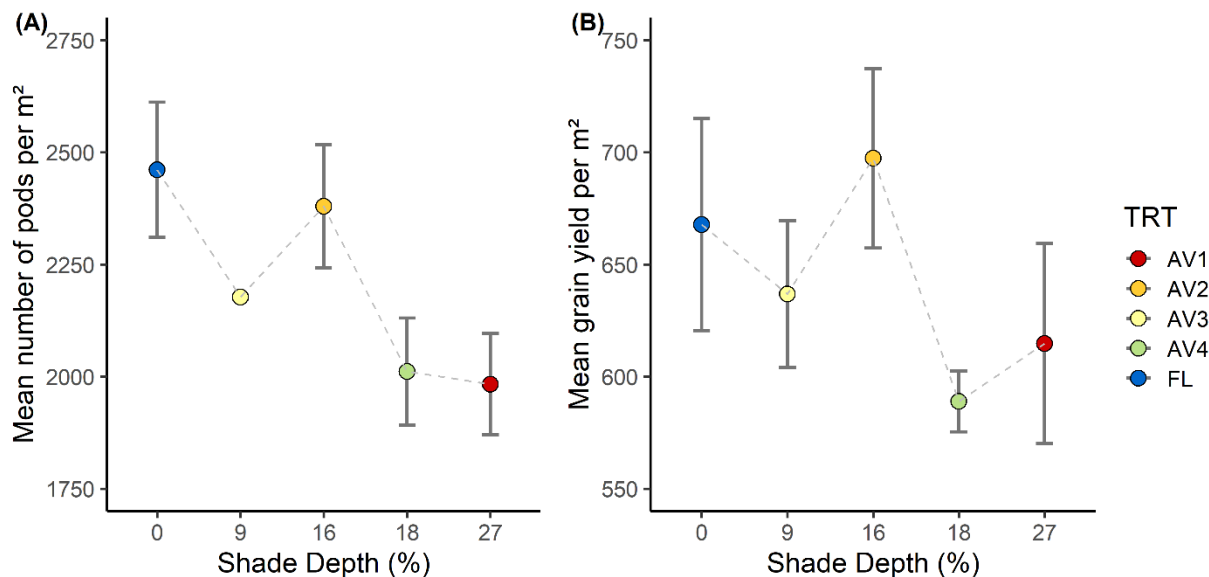 (A)
Mean number of pods per m²
2750
2500
2250
2000
1750
0 9 16 18 27
Shade Depth (%)
(B)
Mean grain yield per m²
750
700
650
600
550
0 9 16 18 27
Shade Depth (%)
TRT
AV1
AV2
AV3
AV4
FL